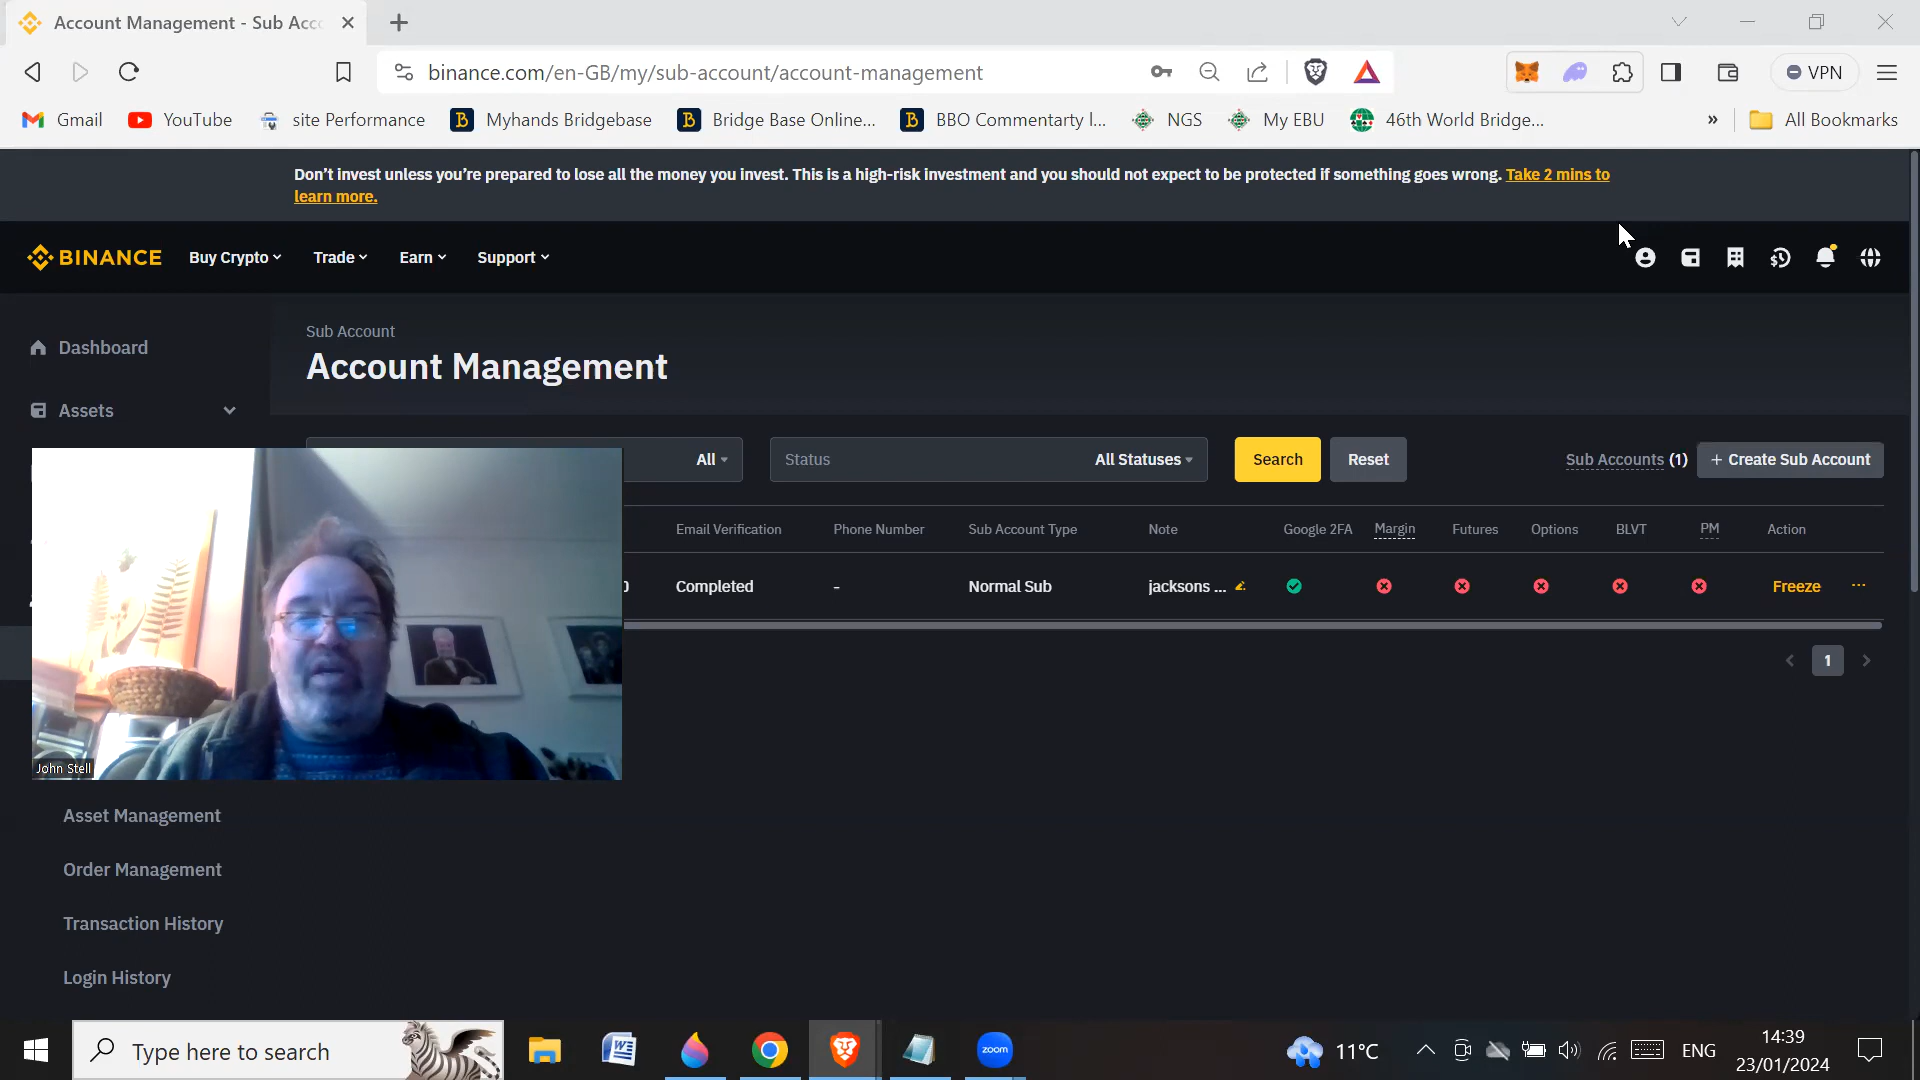 Account Management - Sub Acc
binance.com/en-GB/my/sub-account/account-management
VPN
Gmail
YouTube
site Performance
Myhands Bridgebase
Bridge Base Online...
BBO Commentarty l...
NGS
My EBU
46th World Bridge...
»
All Bookmarks
Don't invest unless you're prepared to lose all the money you invest. This is a high-risk investment and you should not expect to be protected if something goes wrong. Take 2 mins to
learn more.
BINANCE
Buy Crypto
Trade
Earn
Support
Dashboard
Assets
Sub Account
Account Management
All
Status
All Statuses
Search
Reset
Sub Accounts (1)
+ Create Sub Account
Email Verification
Phone Number
Sub Account Type
Note
Google 2FA
Margin
Futures
Options
BLVT
PM
Action
Completed
-
Normal Sub
jacksons ...
Freeze
...
1
John Stell
Asset Management
Order Management
Transaction History
Login History
Type here to search
zoom
11°C
ENG
14:39
23/01/2024